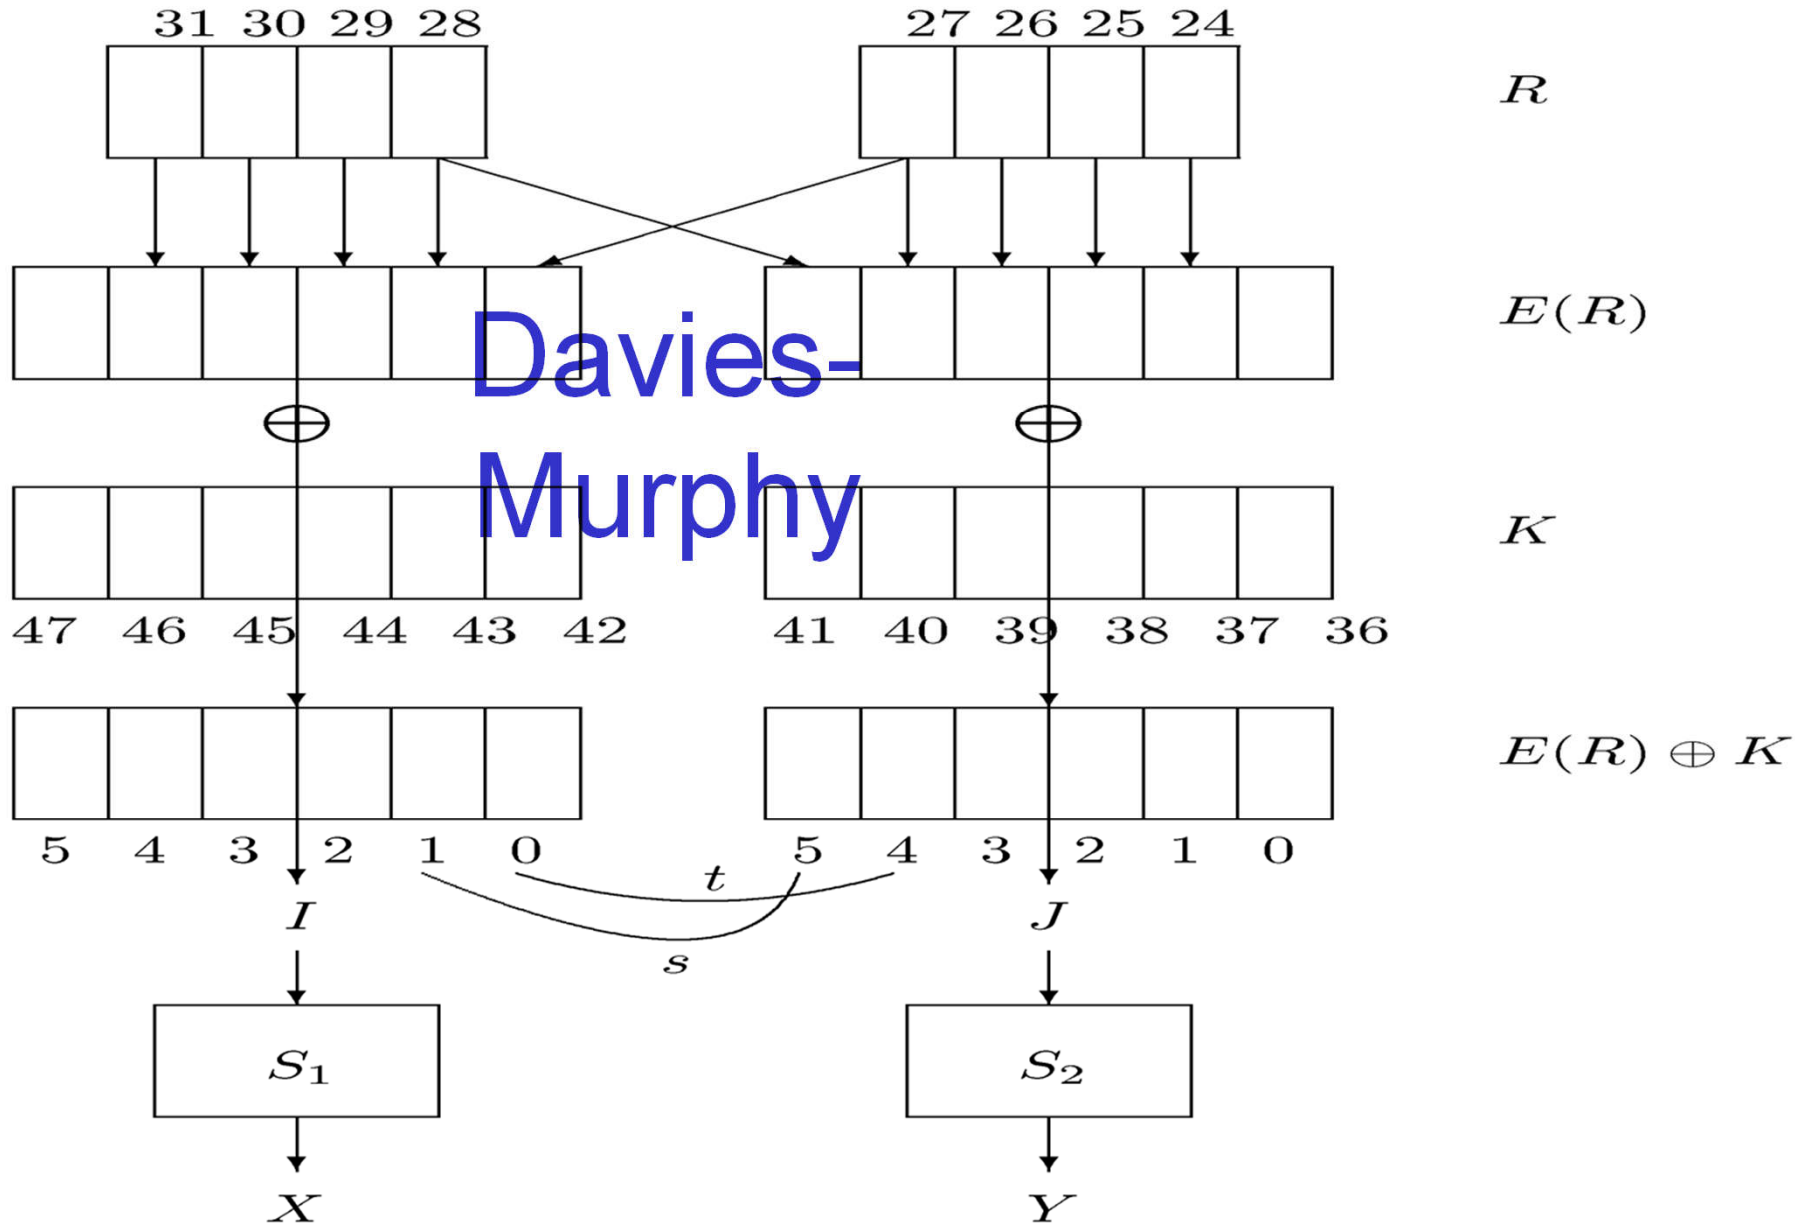 31 30 29 28 27 26 25 24
R
E(R)
Davies-
Murphy
K
47 46 45 44 43 42 41 40 39 38 37 36
E(R) ⊕ K
5 4 3 2 1 0 5 4 3 2 1 0
t
I J
s
S₁ S₂
X Y